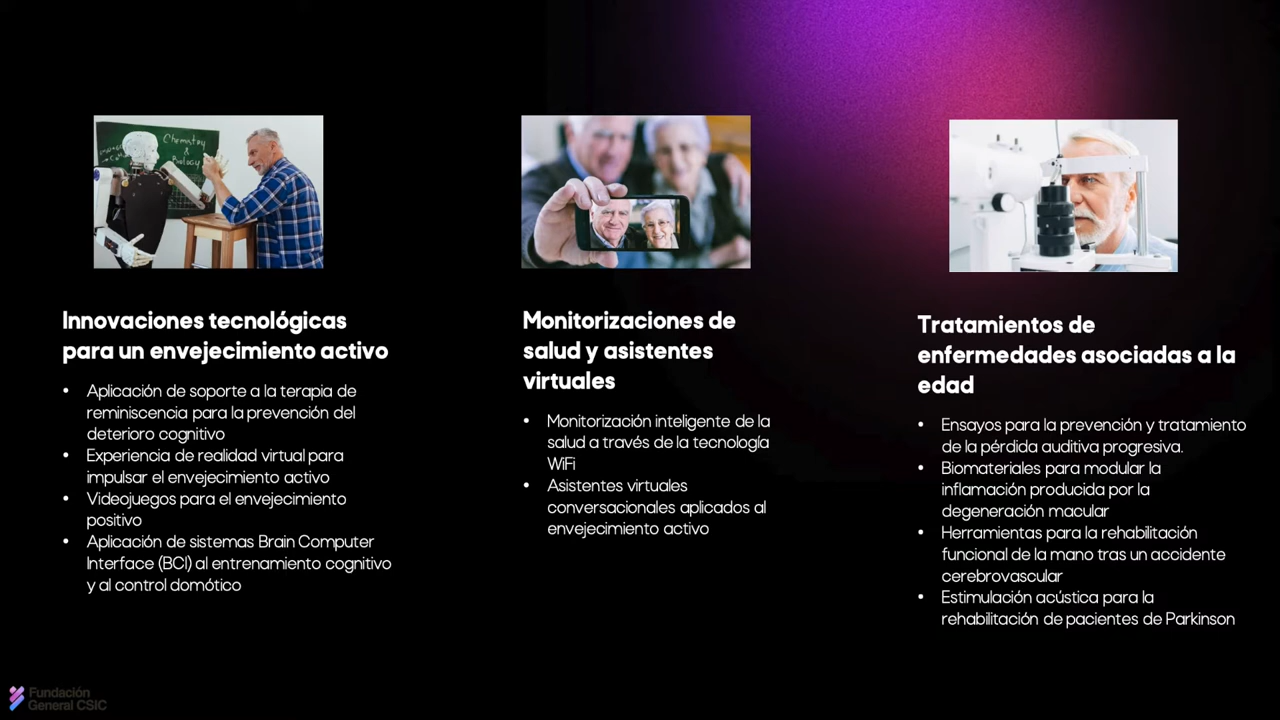 Chemistry
&
Biology
Innovaciones tecnológicas
para un envejecimiento activo
• Aplicación de soporte a la terapia de
reminiscencia para la prevención del
deterioro cognitivo
• Experiencia de realidad virtual para
impulsar el envejecimiento activo
• Videojuegos para el envejecimiento
positivo
• Aplicación de sistemas Brain Computer
Interface (BCI) al entrenamiento cognitivo
y al control domótico
Monitorizaciones de
salud y asistentes
virtuales
• Monitorización inteligente de la
salud a través de la tecnología
WiFi
• Asistentes virtuales
conversacionales aplicados al
envejecimiento activo
Tratamientos de
enfermedades asociadas a la
edad
• Ensayos para la prevención y tratamiento
de la pérdida auditiva progresiva.
• Biomateriales para modular la
inflamación producida por la
degeneración macular
• Herramientas para la rehabilitación
funcional de la mano tras un accidente
cerebrovascular
• Estimulación acústica para la
rehabilitación de pacientes de Parkinson
Fundación
General CSIC